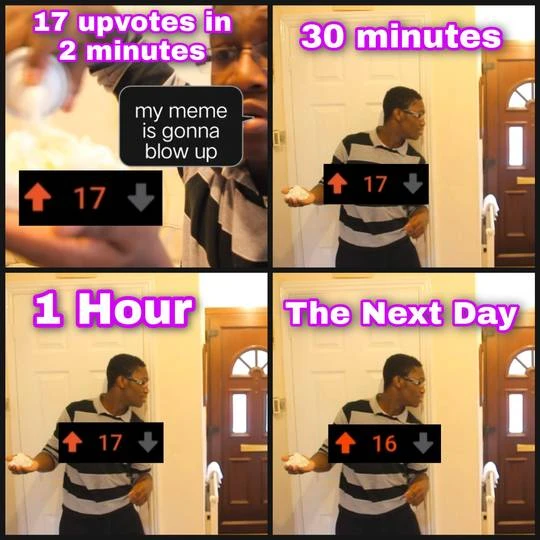 17 upvotes in
2 minutes
my meme
is gonna
blow up
17
30 minutes
17
1 Hour
17
The Next Day
16